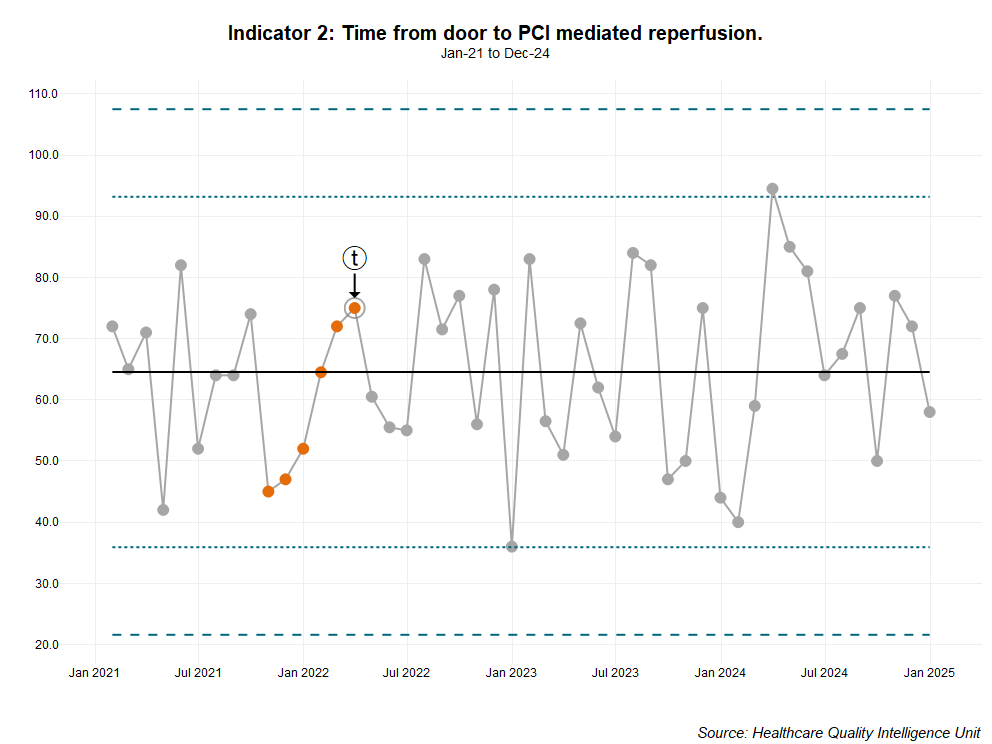 Indicator 2: Time from door to PCI mediated reperfusion.
Jan-21 to Dec-24
110.0
100.0
90.0
t
80.0
70.0
60.0
50.0
40.0
30.0
20.0
Jan 2021 Jul 2021 Jan 2022 Jul 2022 Jan 2023 Jul 2023 Jan 2024 Jul 2024 Jan 2025
Source: Healthcare Quality Intelligence Unit